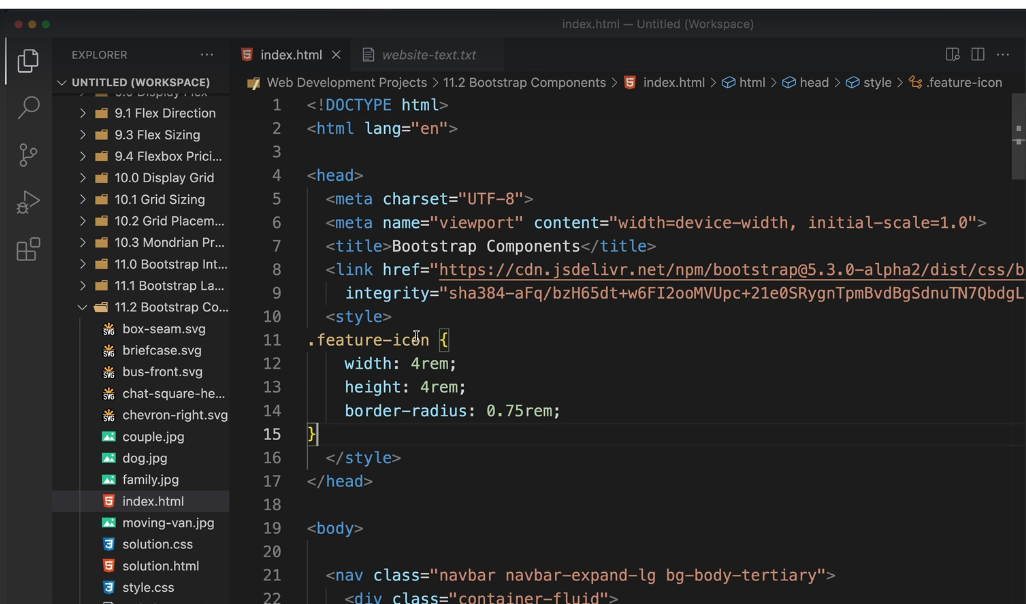 index.html — Untitled (Workspace)
EXPLORER
UNTITLED (WORKSPACE)
9.1 Flex Direction
9.3 Flex Sizing
9.4 Flexbox Prici...
10.0 Display Grid
10.1 Grid Sizing
10.2 Grid Placem...
10.3 Mondrian Pr...
11.0 Bootstrap Int...
11.1 Bootstrap La...
11.2 Bootstrap Co...
box-seam.svg
briefcase.svg
bus-front.svg
chat-square-he...
chevron-right.svg
couple.jpg
dog.jpg
family.jpg
index.html
moving-van.jpg
solution.css
solution.html
style.css
index.html
website-text.txt
Web Development Projects > 11.2 Bootstrap Components > index.html > html > head > style > .feature-icon
1 <!DOCTYPE html>
2 <html lang="en">
3
4 <head>
5 <meta charset="UTF-8">
6 <meta name="viewport" content="width=device-width, initial-scale=1.0">
7 <title>Bootstrap Components</title>
8 <link href="https://cdn.jsdelivr.net/npm/bootstrap@5.3.0-alpha2/dist/css/b
9 integrity="sha384-aFq/bzH65dt+w6FI2ooMVUpc+21e0SRygnTpmBvdBgSdnuTN7QbdgL
10 <style>
11 .feature-icon {
12 width: 4rem;
13 height: 4rem;
14 border-radius: 0.75rem;
15 }
16 </style>
17 </head>
18
19 <body>
20
21 <nav class="navbar navbar-expand-lg bg-body-tertiary">
22 <div class="container-fluid">